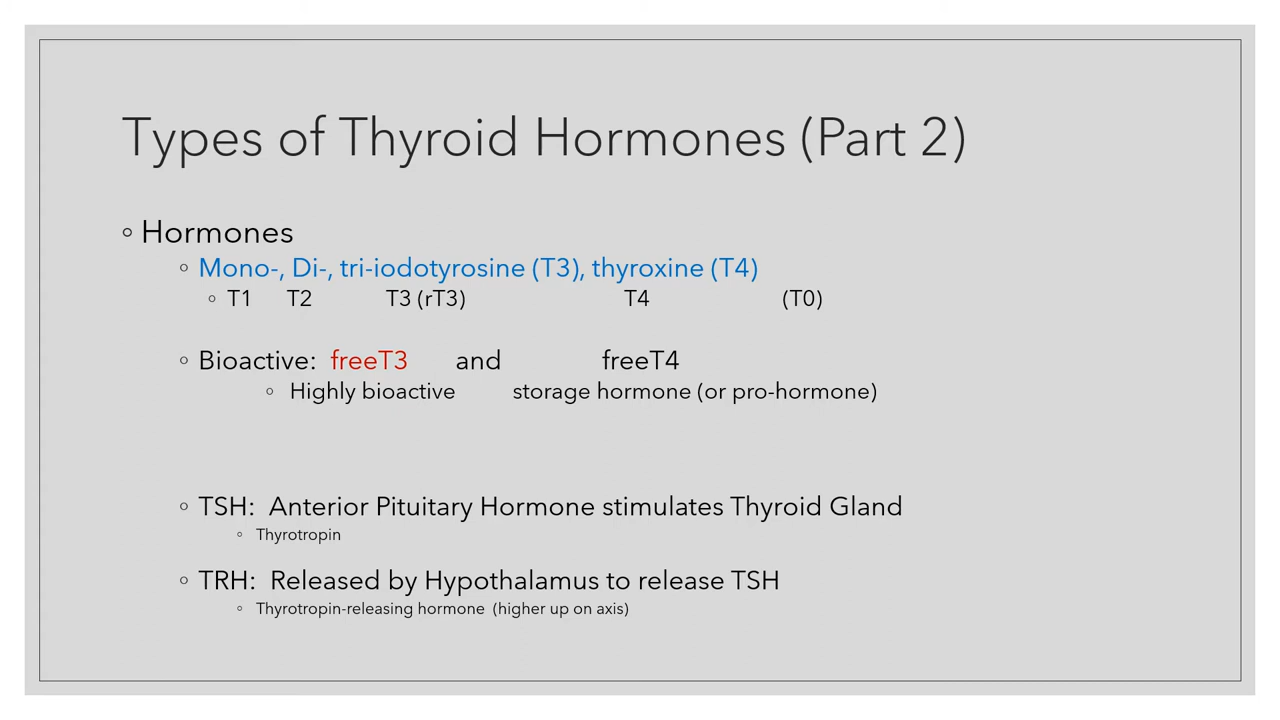 Types of Thyroid Hormones (Part 2)
◦ Hormones
◦ Mono-, Di-, tri-iodotyrosine (T3), thyroxine (T4)
◦ T1 T2 T3 (rT3) T4 (T0)
◦ Bioactive: freeT3 and freeT4
◦ Highly bioactive storage hormone (or pro-hormone)
◦ TSH: Anterior Pituitary Hormone stimulates Thyroid Gland
◦ Thyrotropin
◦ TRH: Released by Hypothalamus to release TSH
◦ Thyrotropin-releasing hormone (higher up on axis)